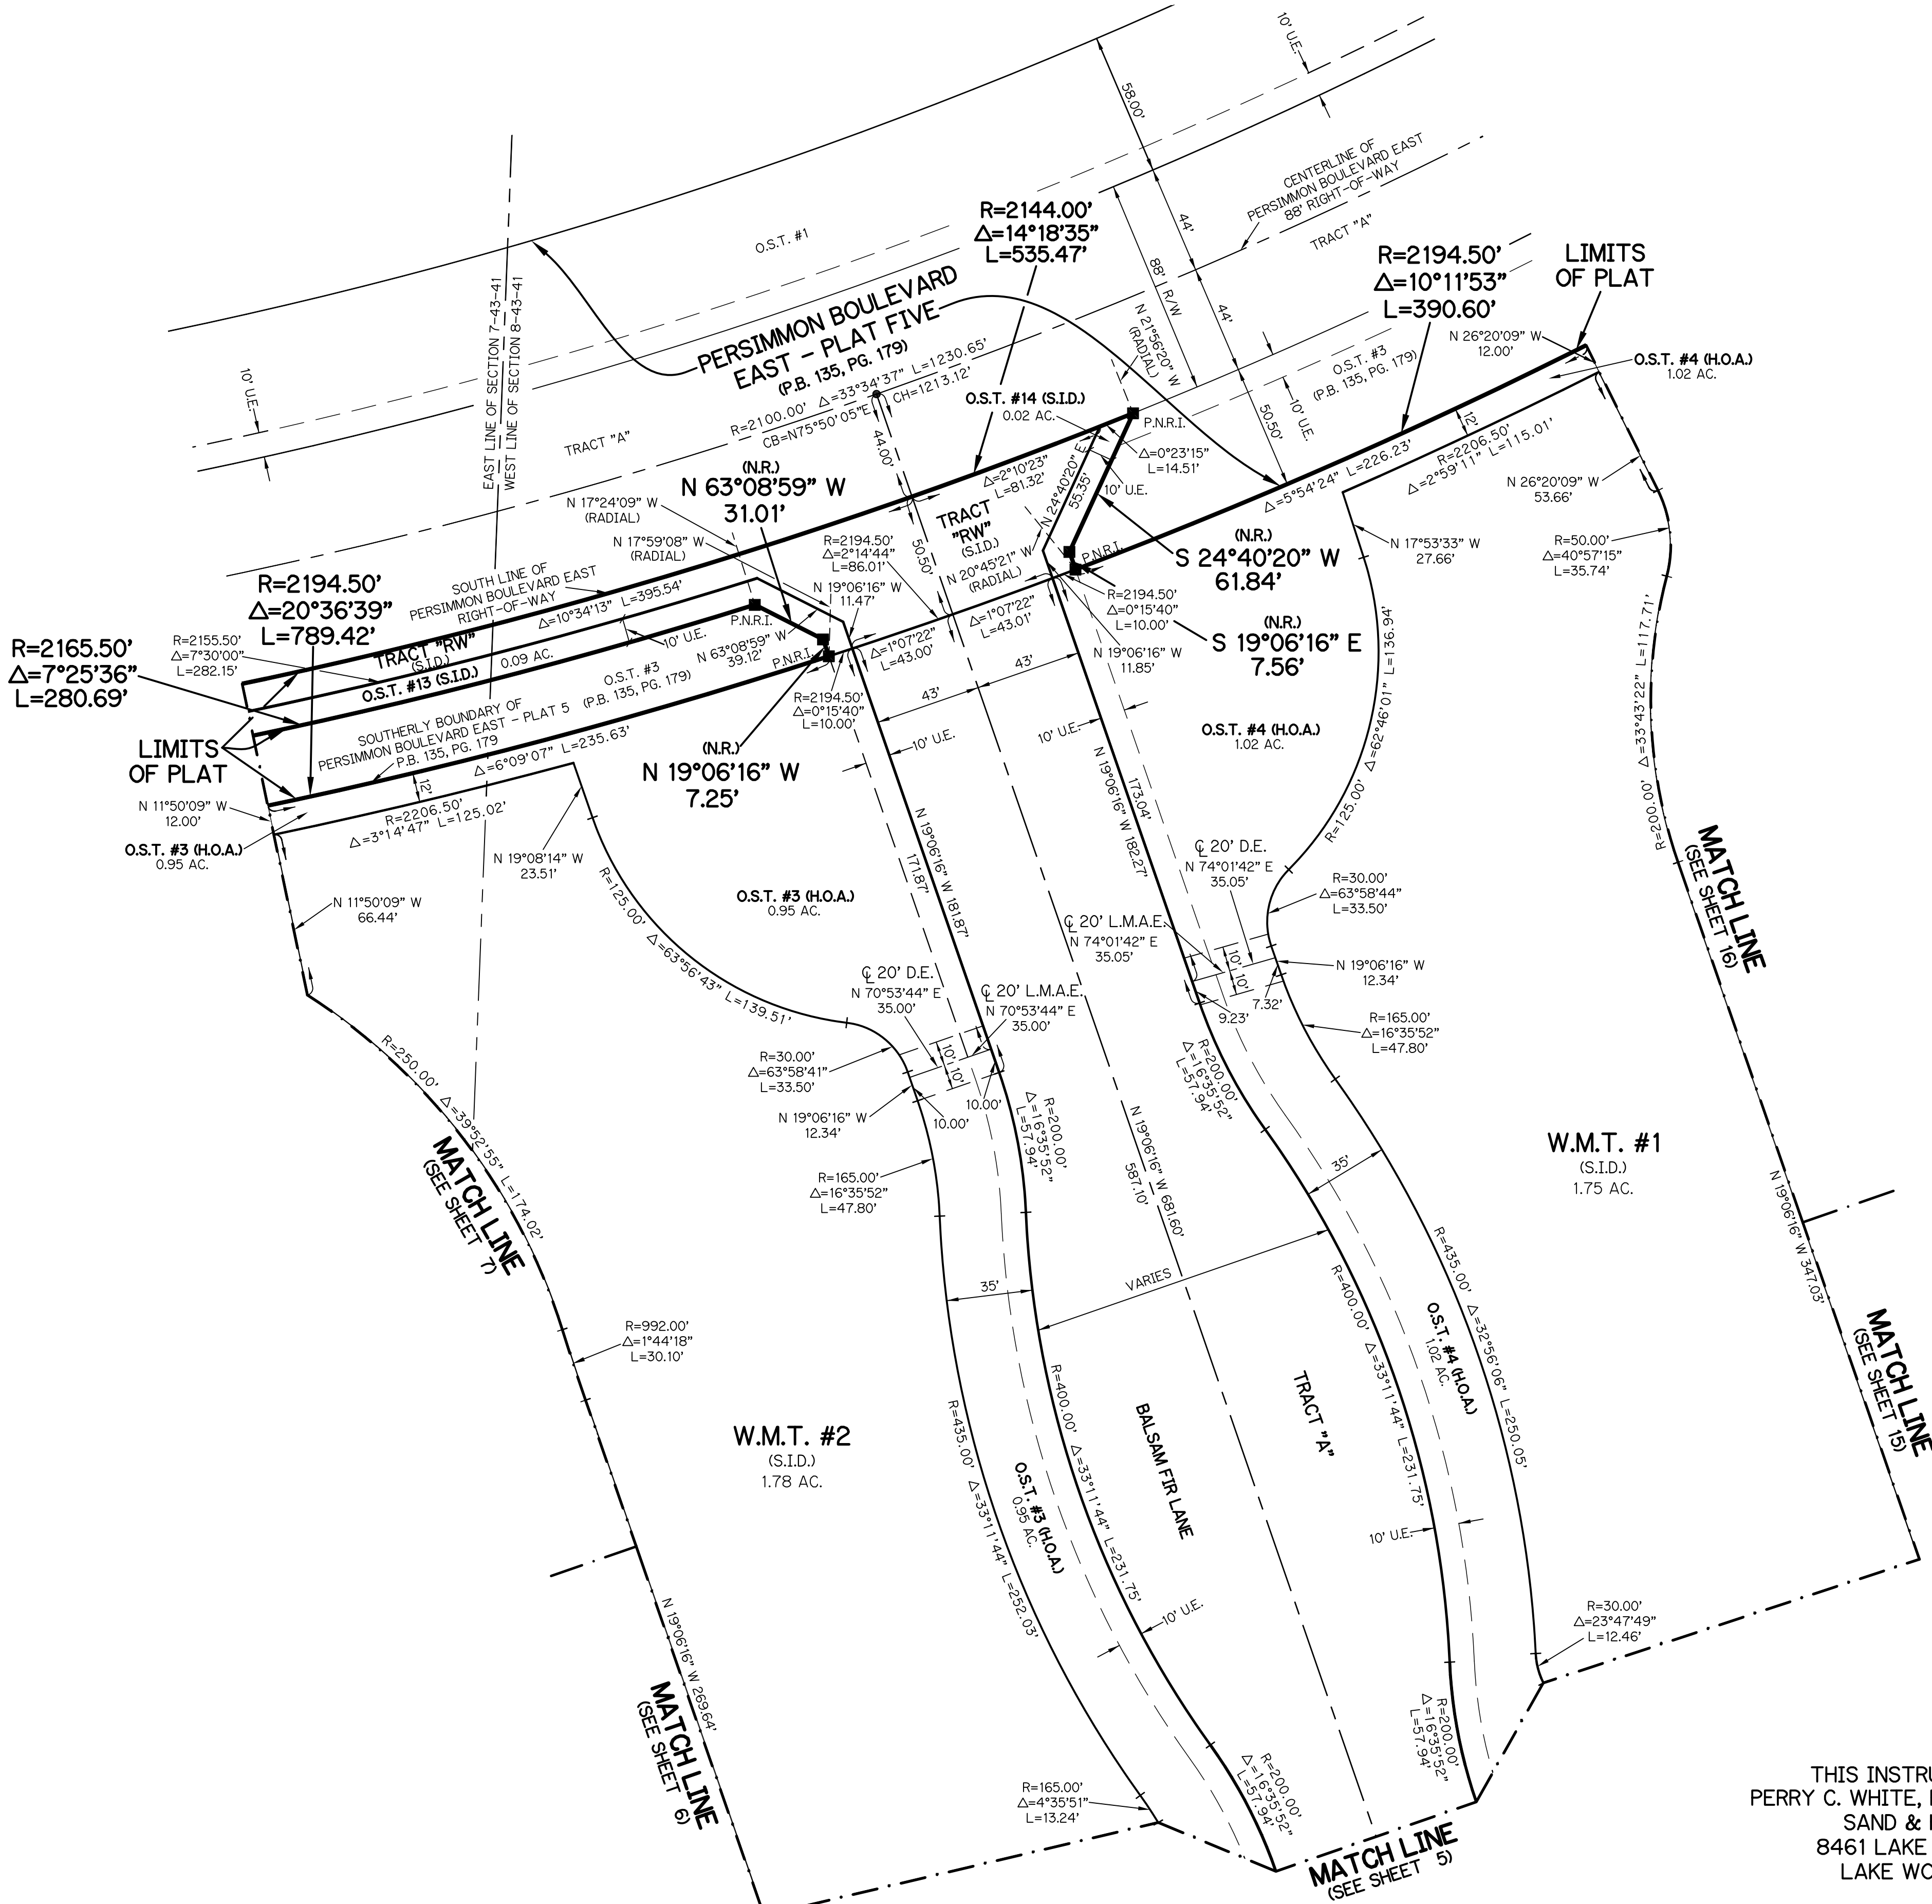 10' U.E.
58.00'
CENTERLINE OF
PERSIMMON BOULEVARD EAST
88' RIGHT-OF-WAY
TRACT "A"
O.S.T. #1
R=2144.00'
Δ=14°18'35"
L=535.47'
44'
88' R/W
44'
R=2194.50'
Δ=10°11'53"
L=390.60'
LIMITS
OF PLAT
EAST LINE OF SECTION 7-43-41
WEST LINE OF SECTION 8-43-41
PERSIMMON BOULEVARD
EAST - PLAT FIVE
(P.B. 135, PG. 179)
N 21°56'20" W
(RADIAL)
O.S.T. #3
(P.B. 135, PG. 179)
N 26°20'09" W
12.00'
O.S.T. #4 (H.O.A.)
1.02 AC.
10' U.E.
R=2100.00' Δ=33°34'37" L=1230.65'
CB=N75°50'05"E CH=1213.12'
O.S.T. #14 (S.I.D.)
0.02 AC.
50.50'
10' U.E.
12'
R=2206.50'
Δ=2°59'11" L=115.01'
TRACT "A"
44.00'
P.N.R.I.
Δ=0°23'15"
L=14.51'
Δ=5°54'24" L=226.23'
N 26°20'09" W
53.66'
(N.R.)
N 63°08'59" W
31.01'
Δ=2°10'23"
L=81.32'
N 24°40'20" E
55.35'
10' U.E.
N 17°24'09" W
(RADIAL)
TRACT
"RW"
(S.I.D.)
N 17°59'08" W
(RADIAL)
R=2194.50'
Δ=2°14'44"
L=86.01'
50.50'
N 20°45'21" W
(RADIAL)
P.N.R.I.
(N.R.)
S 24°40'20" W
61.84'
N 17°53'33" W
27.66'
R=50.00'
Δ=40°57'15"
L=35.74'
SOUTH LINE OF
PERSIMMON BOULEVARD EAST
RIGHT-OF-WAY
R=2194.50'
Δ=20°36'39"
L=789.42'
N 19°06'16" W
11.47'
R=2194.50'
Δ=0°15'40"
L=10.00'
Δ=10°34'13" L=395.54'
(N.R.)
S 19°06'16" E
7.56'
R=2165.50'
Δ=7°25'36"
L=280.69'
R=2155.50'
Δ=7°30'00"
L=282.15'
TRACT "RW"
(S.I.D.)
0.09 AC.
O.S.T. #13 (S.I.D.)
10' U.E.
P.N.R.I.
N 63°08'59" W
39.12'
P.N.R.I.
Δ=1°07'22"
L=43.00'
Δ=1°07'22"
L=43.01'
N 19°06'16" W
11.85'
O.S.T. #3
(P.B. 135, PG. 179)
R=2194.50'
Δ=0°15'40"
L=10.00'
43'
43'
R=125.00' Δ=62°46'01" L=136.94'
R=200.00' Δ=33°43'22" L=117.71'
LIMITS
OF PLAT
SOUTHERLY BOUNDARY OF
PERSIMMON BOULEVARD EAST - PLAT 5
P.B. 135, PG. 179
Δ=6°09'07" L=235.63'
(N.R.)
N 19°06'16" W
7.25'
10' U.E.
10' U.E.
O.S.T. #4 (H.O.A.)
1.02 AC.
N 11°50'09" W
12.00'
12'
R=2206.50'
Δ=3°14'47" L=125.02'
O.S.T. #3 (H.O.A.)
0.95 AC.
N 19°08'14" W
23.51'
N 19°06'16" W 181.87'
171.87'
173.04'
N 19°06'16" W 182.27'
MATCH LINE
(SEE SHEET 16)
N 11°50'09" W
66.44'
O.S.T. #3 (H.O.A.)
0.95 AC.
R=125.00' Δ=63°56'43" L=139.51'
℄ 20' D.E.
N 74°01'42" E
35.05'
R=30.00'
Δ=63°58'44"
L=33.50'
℄ 20' L.M.A.E.
N 74°01'42" E
35.05'
10'
10'
N 19°06'16" W
12.34'
℄ 20' D.E.
N 70°53'44" E
35.00'
℄ 20' L.M.A.E.
N 70°53'44" E
35.00'
9.23'
7.32'
R=165.00'
Δ=16°35'52"
L=47.80'
R=30.00'
Δ=63°58'41"
L=33.50'
10'
10'
R=200.00'
Δ=16°35'52"
L=57.94'
R=250.00' Δ=39°52'55" L=174.02'
N 19°06'16" W
12.34'
10.00'
10.00'
R=200.00'
Δ=16°35'52"
L=57.94'
MATCH LINE
(SEE SHEET 7)
R=165.00'
Δ=16°35'52"
L=47.80'
N 19°06'16" W 681.60'
587.10'
35'
W.M.T. #1
(S.I.D.)
1.75 AC.
N 19°06'16" W 347.03'
35'
VARIES
R=435.00' Δ=32°56'06" L=250.05'
R=400.00' Δ=33°11'44" L=231.75'
O.S.T. #4 (H.O.A.)
1.02 AC.
MATCH LINE
(SEE SHEET 15)
R=992.00'
Δ=1°44'18"
L=30.10'
W.M.T. #2
(S.I.D.)
1.78 AC.
R=435.00' Δ=33°11'44" L=252.03'
R=400.00' Δ=33°11'44" L=231.75'
BALSAM FIR LANE
TRACT "A"
O.S.T. #3 (H.O.A.)
0.95 AC.
10' U.E.
10' U.E.
N 19°06'16" W 269.64'
R=30.00'
Δ=23°47'49"
L=12.46'
MATCH LINE
(SEE SHEET 6)
R=200.00'
Δ=16°35'52"
L=57.94'
R=165.00'
Δ=4°35'51"
L=13.24'
R=200.00'
Δ=16°35'52"
L=57.94'
MATCH LINE
(SEE SHEET 5)
THIS INSTRU
PERRY C. WHITE,
SAND &
8461 LAKE
LAKE WO